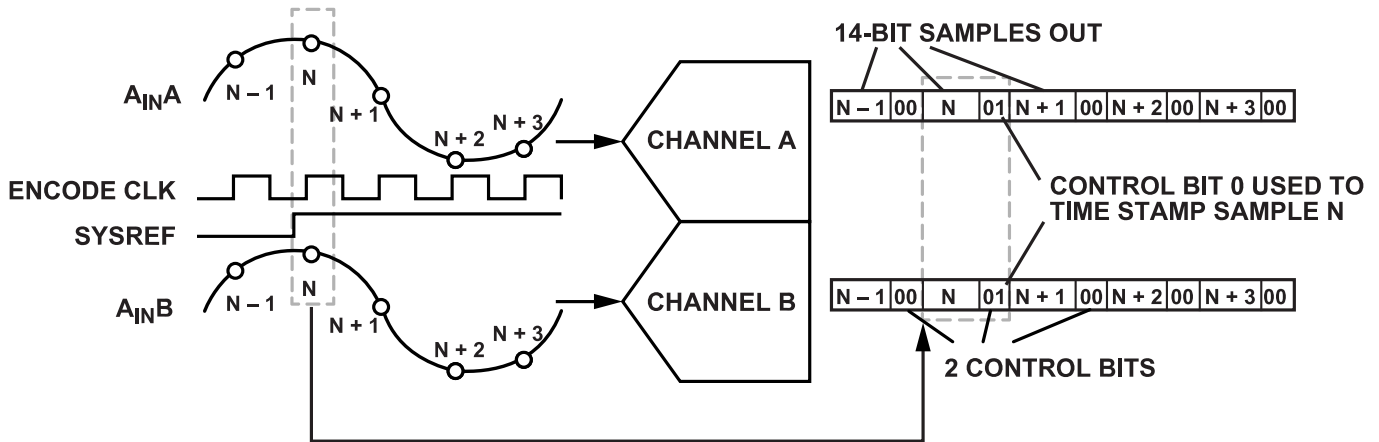 14-BIT SAMPLES OUT
AINA
N – 1
N
N + 1
N + 2
N + 3
CHANNEL A
N – 1 00 N 01 N + 1 00 N + 2 00 N + 3 00
ENCODE CLK
SYSREF
CONTROL BIT 0 USED TO
TIME STAMP SAMPLE N
AINB
N – 1
N
N + 1
N + 2
N + 3
CHANNEL B
N – 1 00 N 01 N + 1 00 N + 2 00 N + 3 00
2 CONTROL BITS